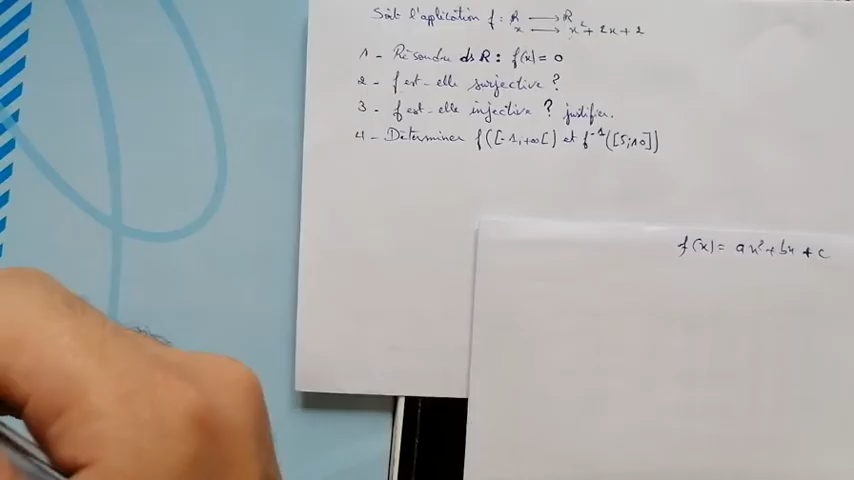 Soit l'application f : R → R
x → x² + 2x + 2
1 - Résoudre ds R : f(x) = 0
2 - f est-elle surjective ?
3 - f est-elle injective ? justifier.
4 - Déterminer f([-1,+∞[) et f⁻¹([5;10])
f(x) = ax² + bx + c